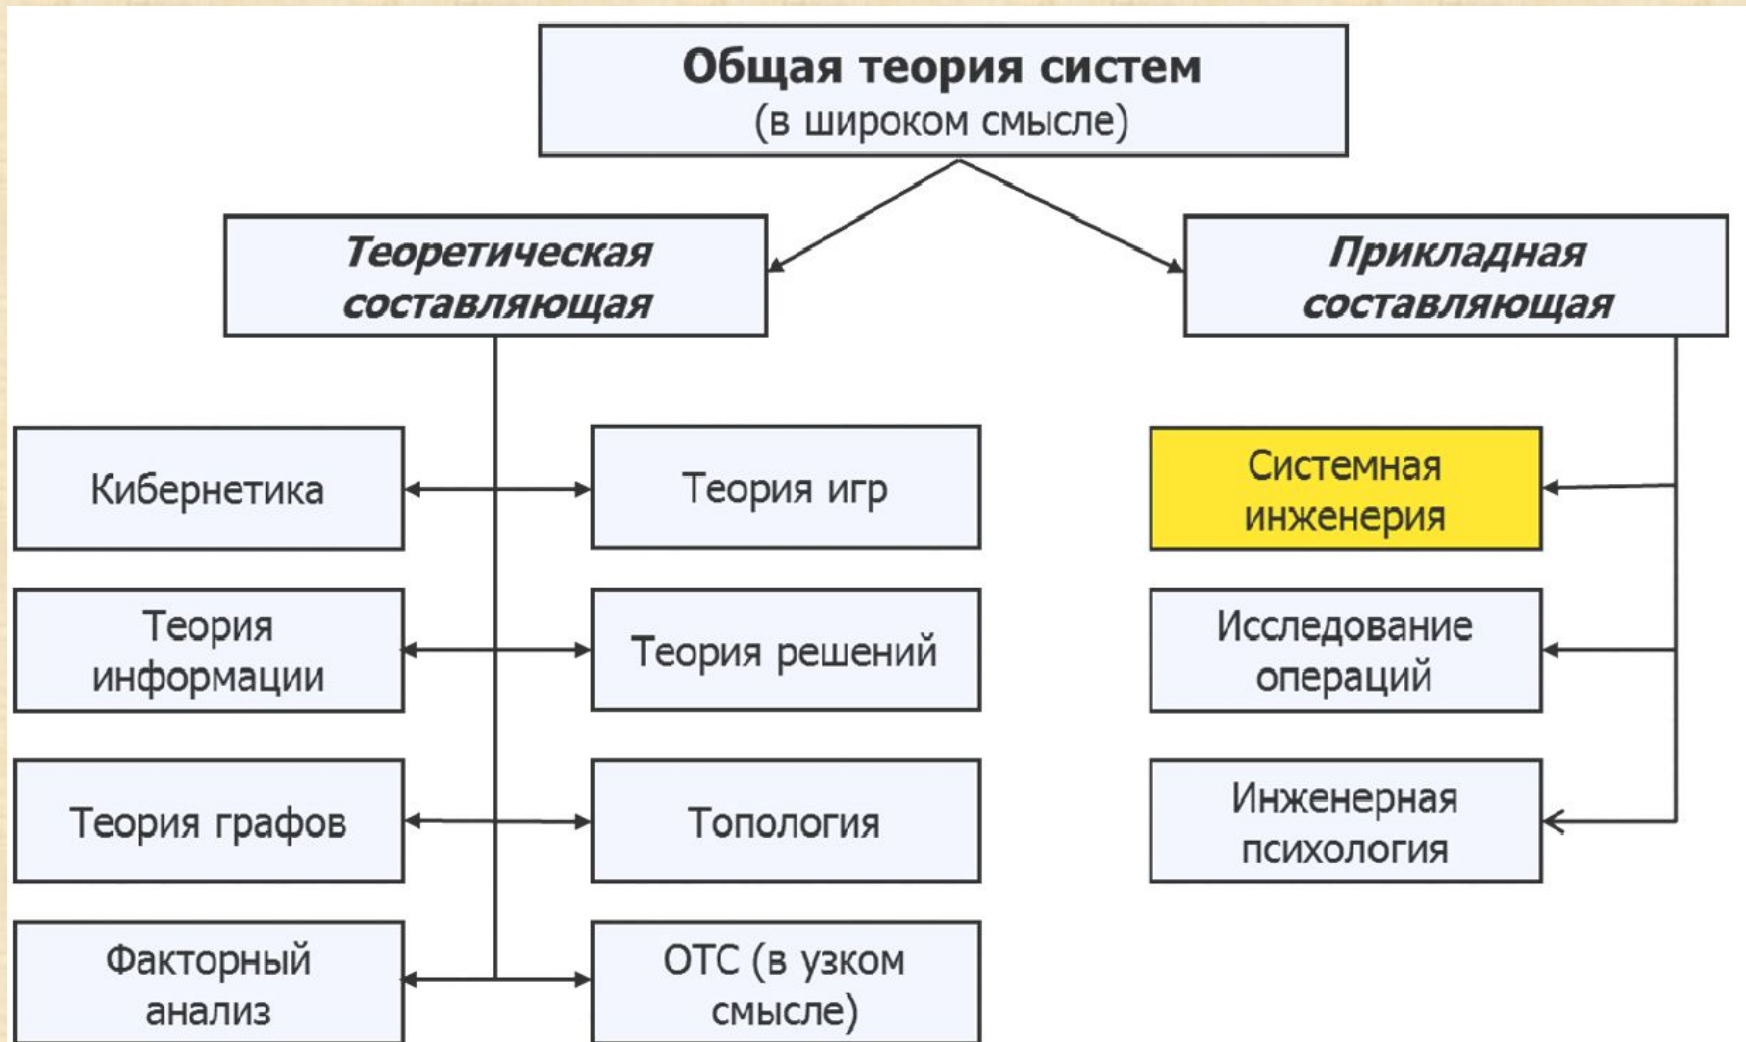 Общая теория систем
(в широком смысле)
Теоретическая
составляющая
Прикладная
составляющая
Кибернетика
Теория игр
Системная
инженерия
Теория
информации
Теория решений
Исследование
операций
Теория графов
Топология
Инженерная
психология
Факторный
анализ
ОТС (в узком
смысле)